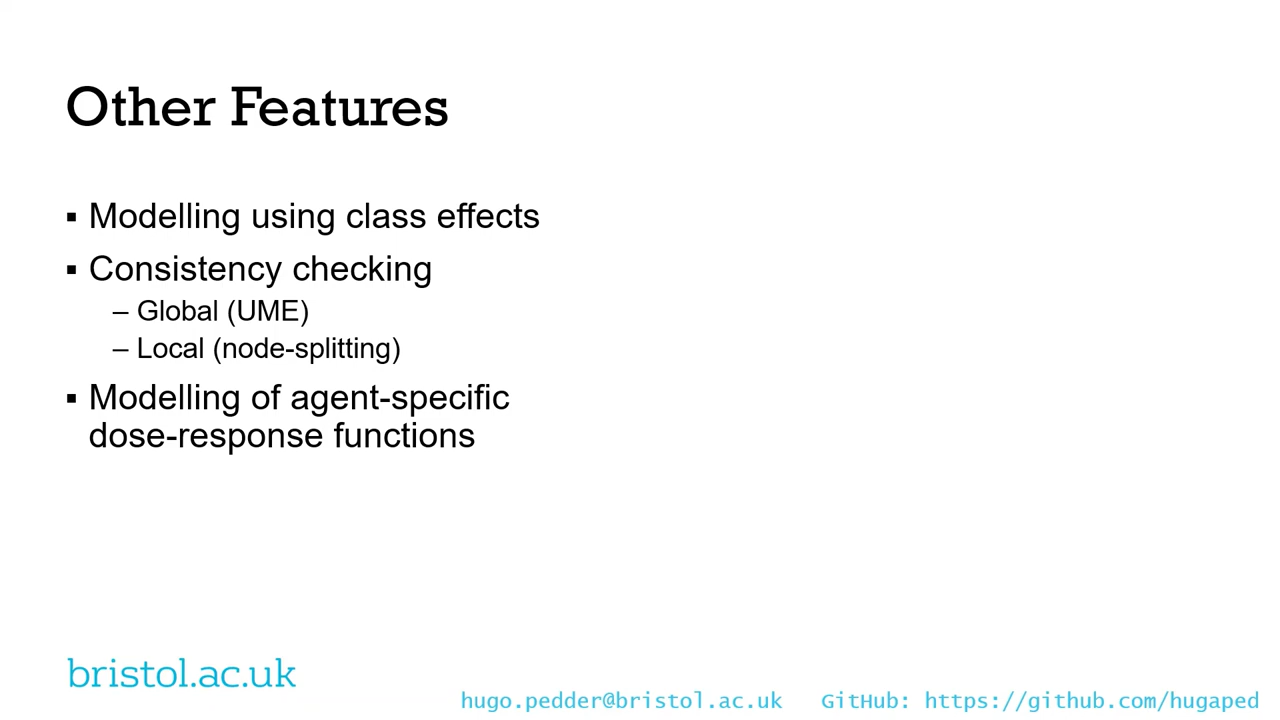 Other Features
▪ Modelling using class effects
▪ Consistency checking
– Global (UME)
– Local (node-splitting)
▪ Modelling of agent-specific
dose-response functions
bristol.ac.uk
hugo.pedder@bristol.ac.uk GitHub: https://github.com/hugaped